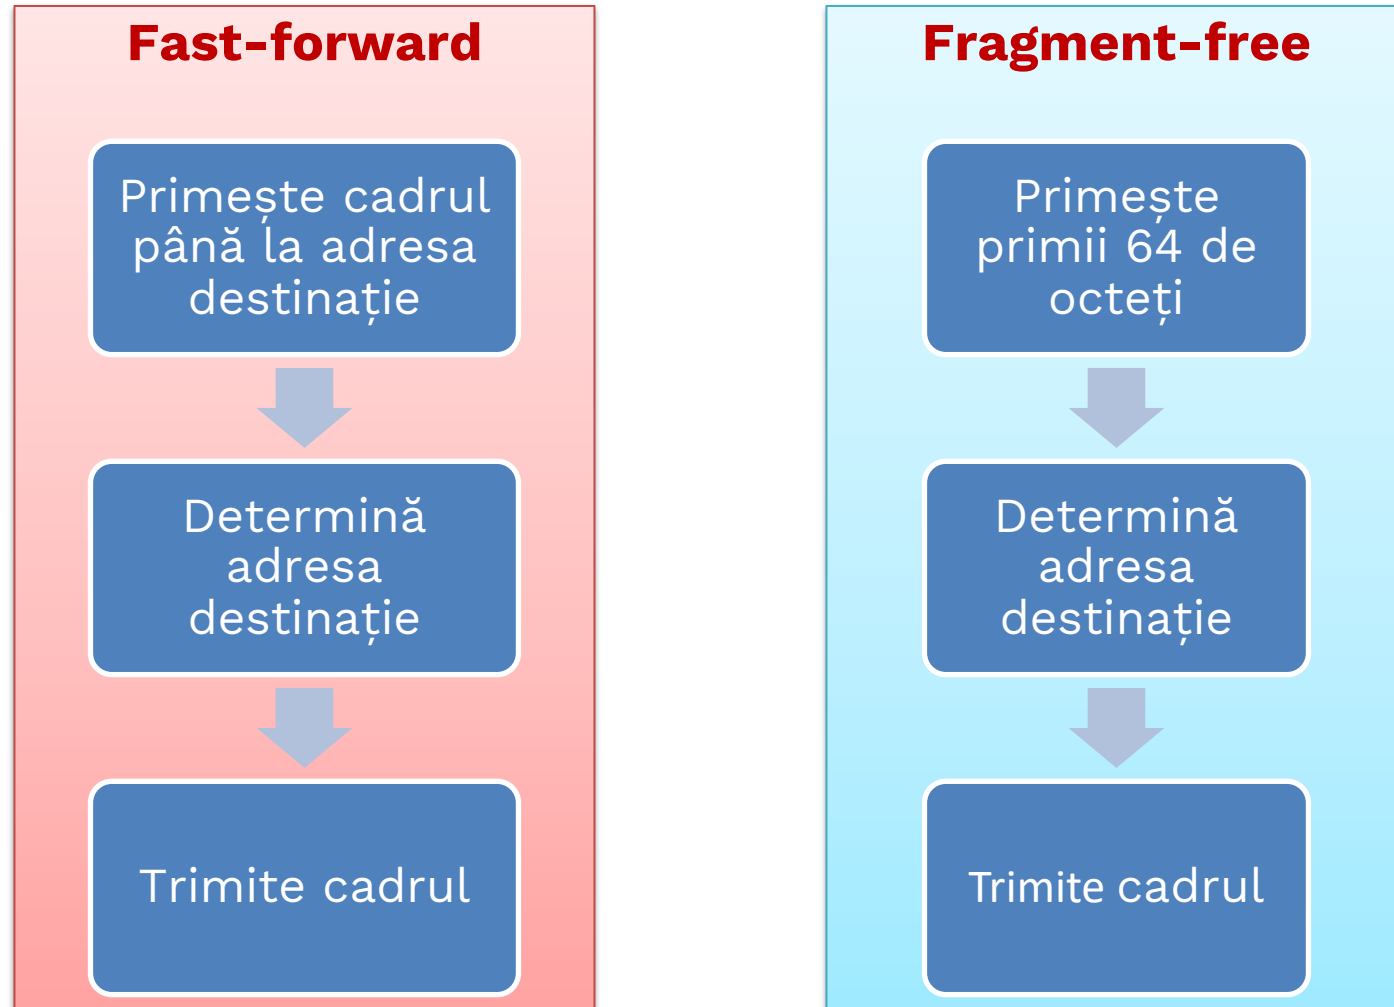 Fast-forward
Primește cadrul
până la adresa
destinație
Determină
adresa
destinație
Trimite cadrul
Fragment-free
Primește
primii 64 de
octeți
Determină
adresa
destinație
Trimite cadrul